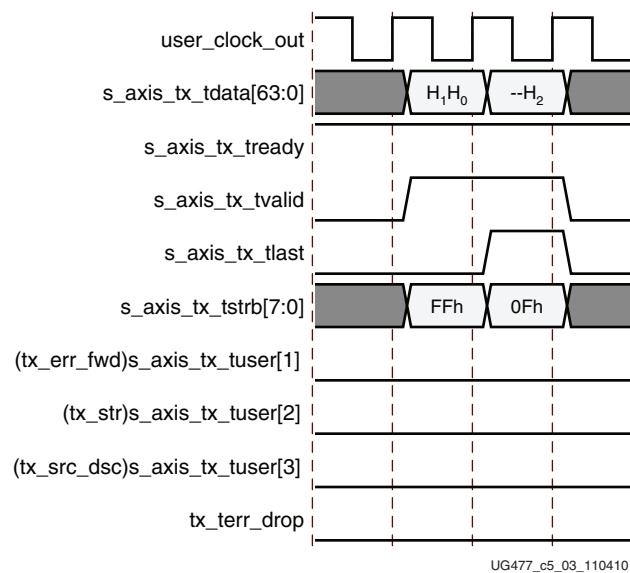 user_clock_out
s_axis_tx_tdata[63:0] H₁H₀ --H₂
s_axis_tx_tready
s_axis_tx_tvalid
s_axis_tx_tlast
s_axis_tx_tstrb[7:0] FFh 0Fh
(tx_err_fwd)s_axis_tx_tuser[1]
(tx_str)s_axis_tx_tuser[2]
(tx_src_dsc)s_axis_tx_tuser[3]
tx_terr_drop
UG477_c5_03_110410